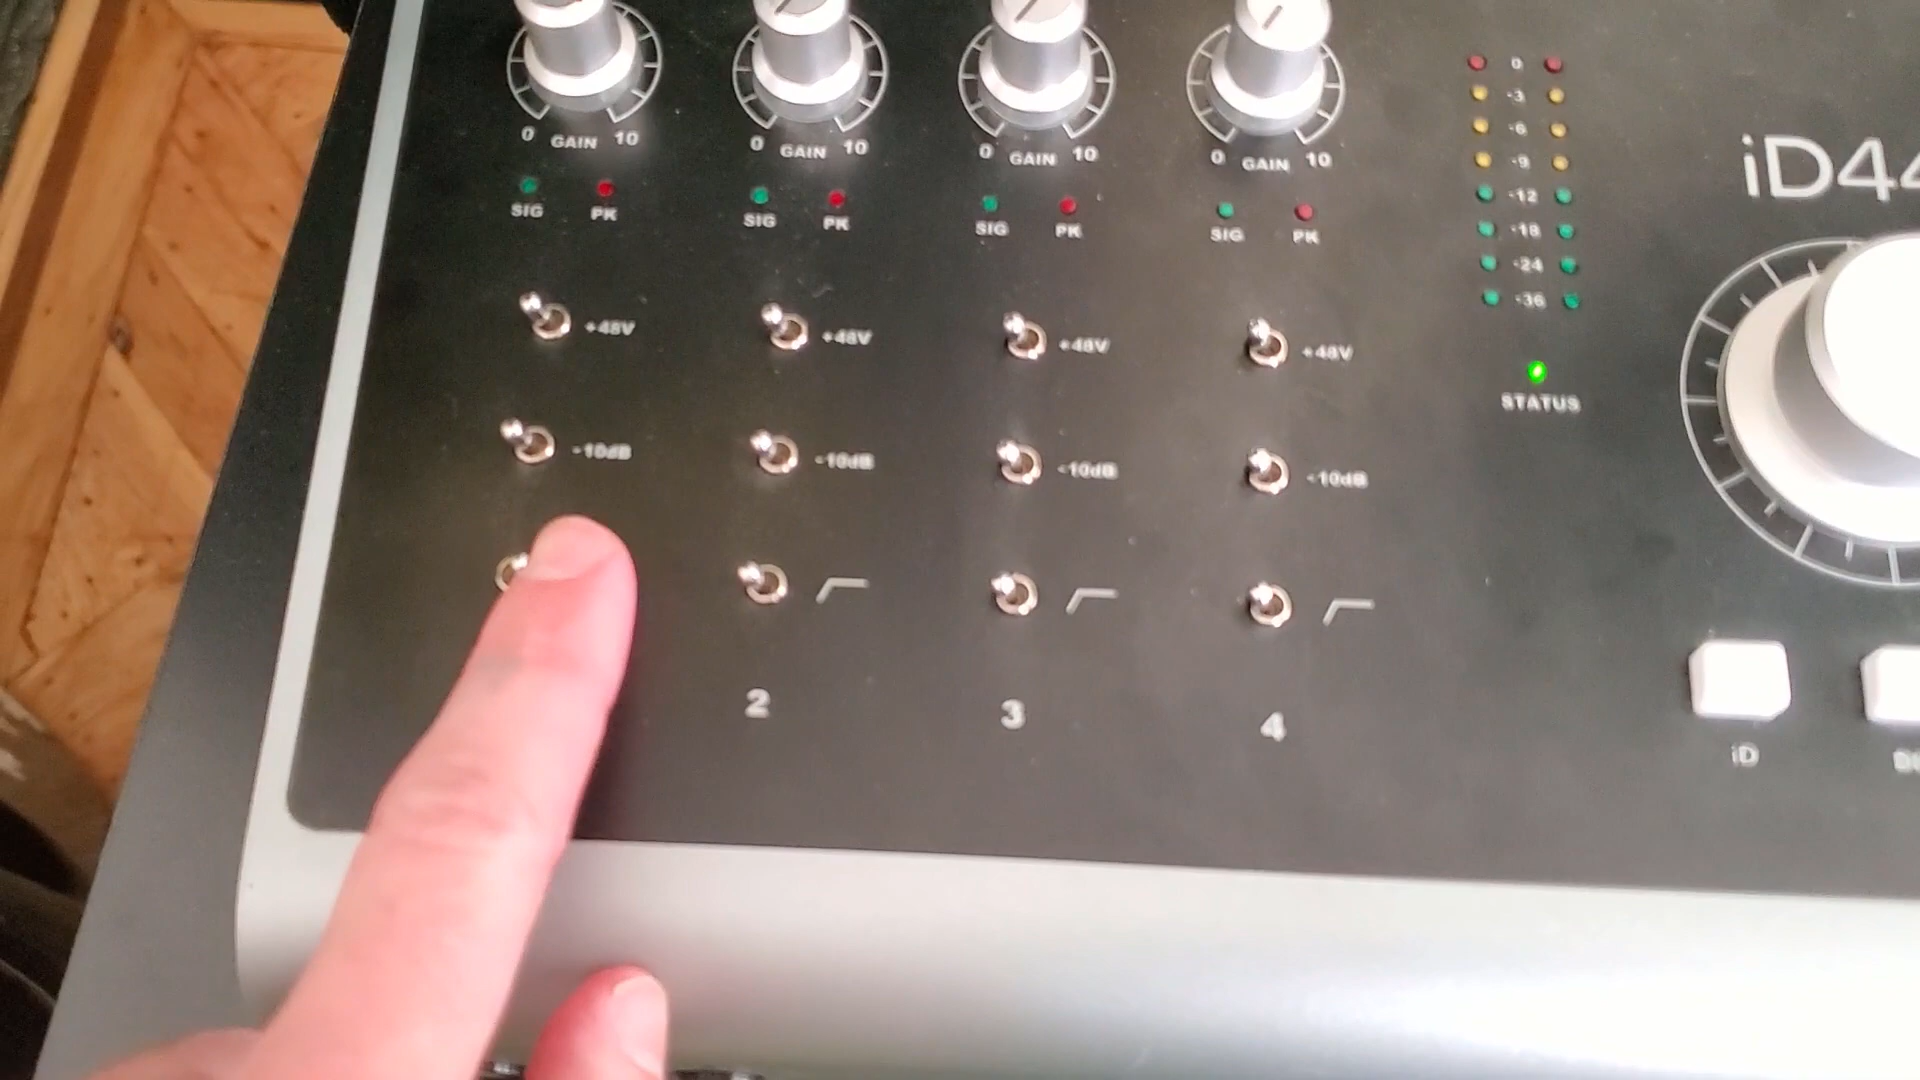 0 GAIN 10
0 GAIN 10
0 GAIN 10
0 GAIN 10
SIG PK
SIG PK
SIG PK
SIG PK
+48V
+48V
+48V
+48V
-10dB
-10dB
-10dB
-10dB
2
3
4
0
-3
-6
-9
-12
-18
-24
-36
STATUS
iD44
iD